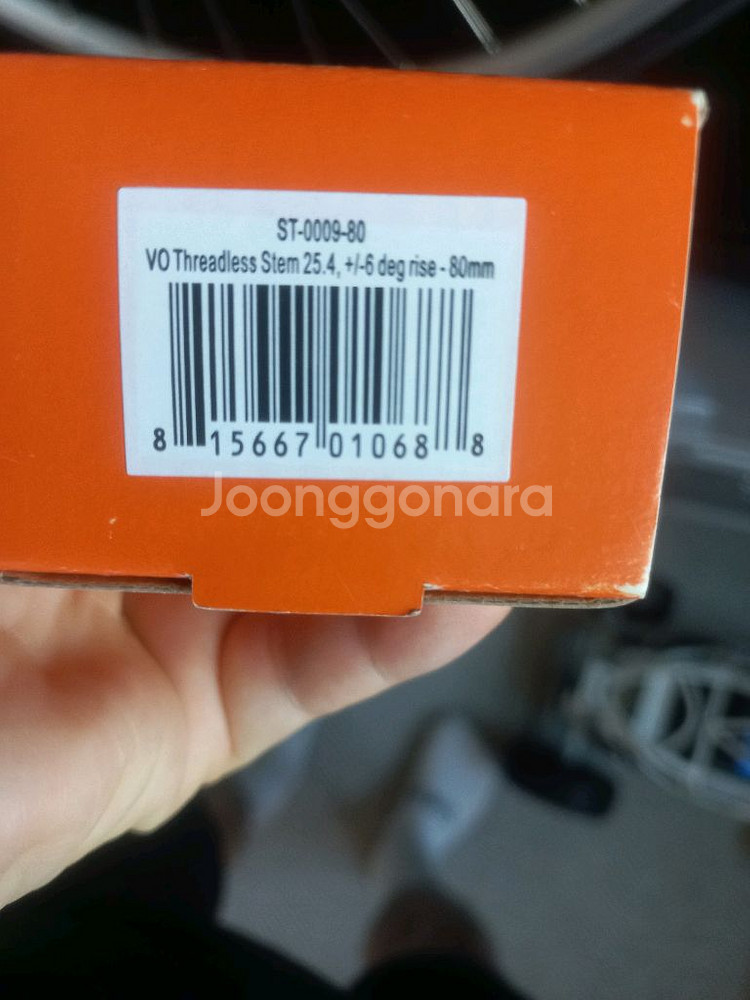 ST-0009-80
VO Threadless Stem 25.4, +/-6 deg rise - 80mm
8 15667 01068 8
Joonggonara